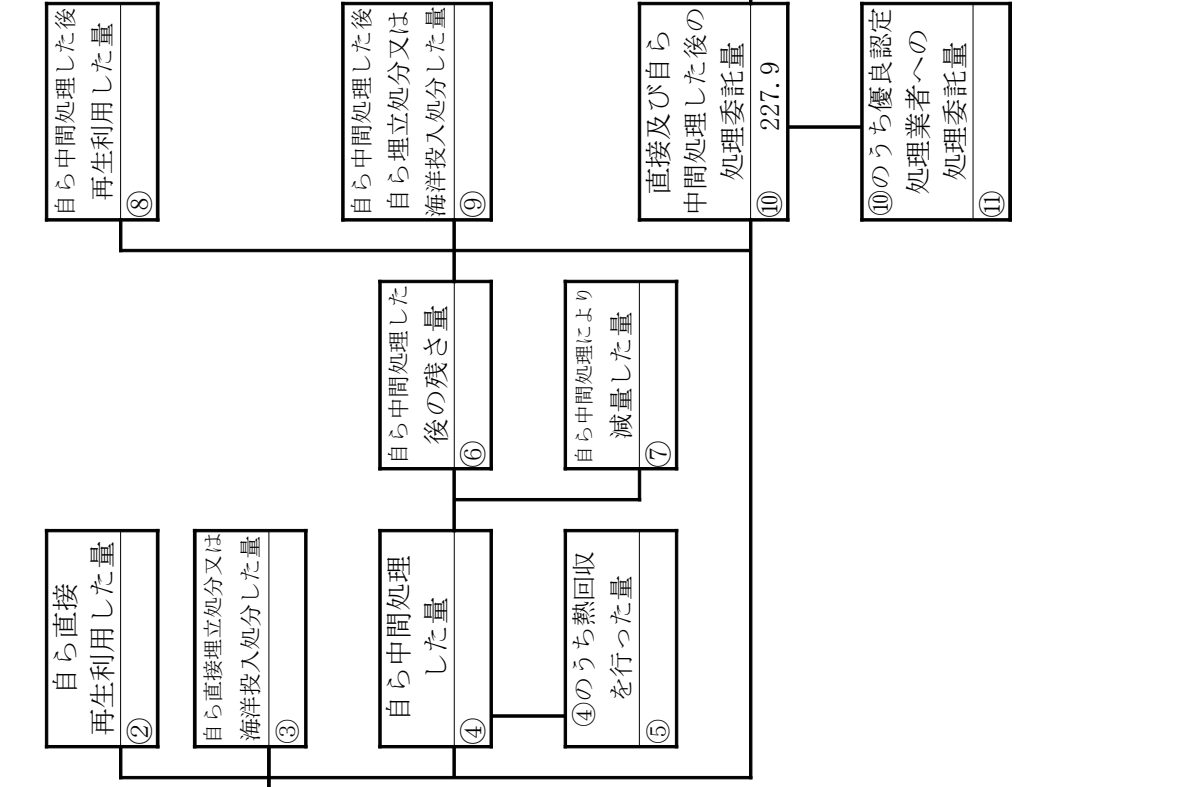 自ら直接
再生利用した量
②
自ら直接埋立処分又は
海洋投入処分した量
③
自ら中間処理
した量
④
④のうち熱回収
を行った量
⑤
自ら中間処理した
後の残さ量
⑥
自ら中間処理により
減量した量
⑦
自ら中間処理した後
再生利用した量
⑧
自ら中間処理した後
自ら埋立処分又は
海洋投入処分した量
⑨
直接及び自ら
中間処理した後の
処理委託量
⑩ 227.9
⑩のうち優良認定
処理業者への
処理委託量
⑪